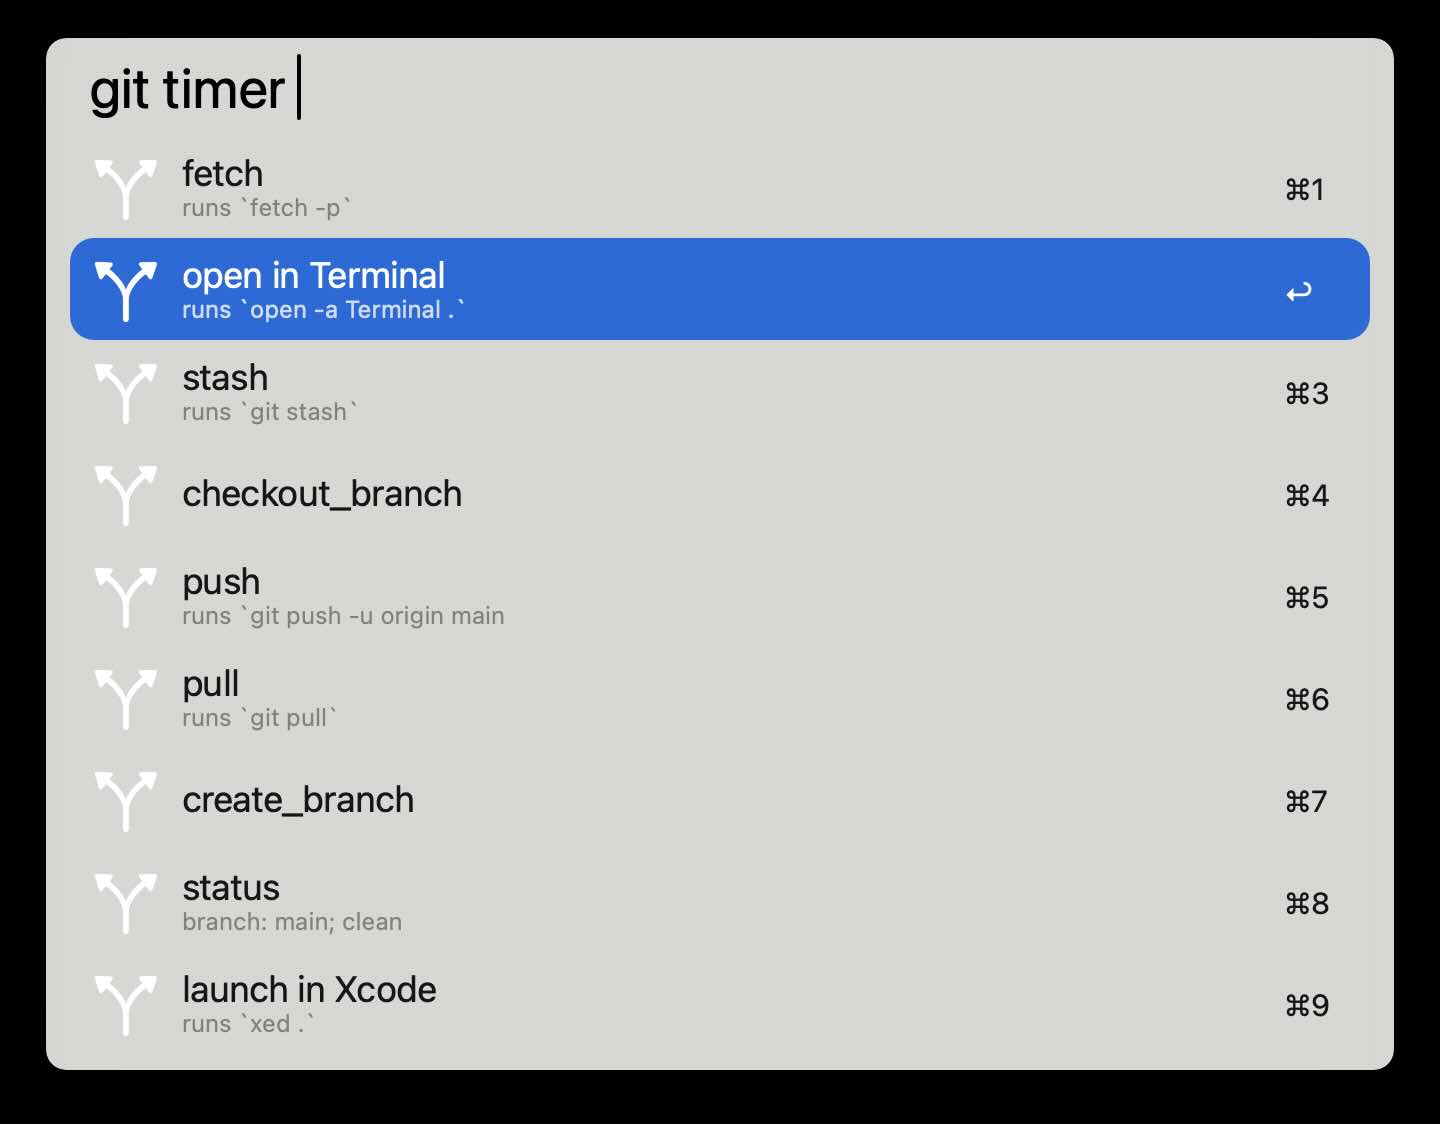 git timer
fetch
runs `fetch -p`
⌘1
open in Terminal
runs `open -a Terminal .`
↩
stash
runs `git stash`
⌘3
checkout_branch
⌘4
push
runs `git push -u origin main
⌘5
pull
runs `git pull`
⌘6
create_branch
⌘7
status
branch: main; clean
⌘8
launch in Xcode
runs `xed .`
⌘9